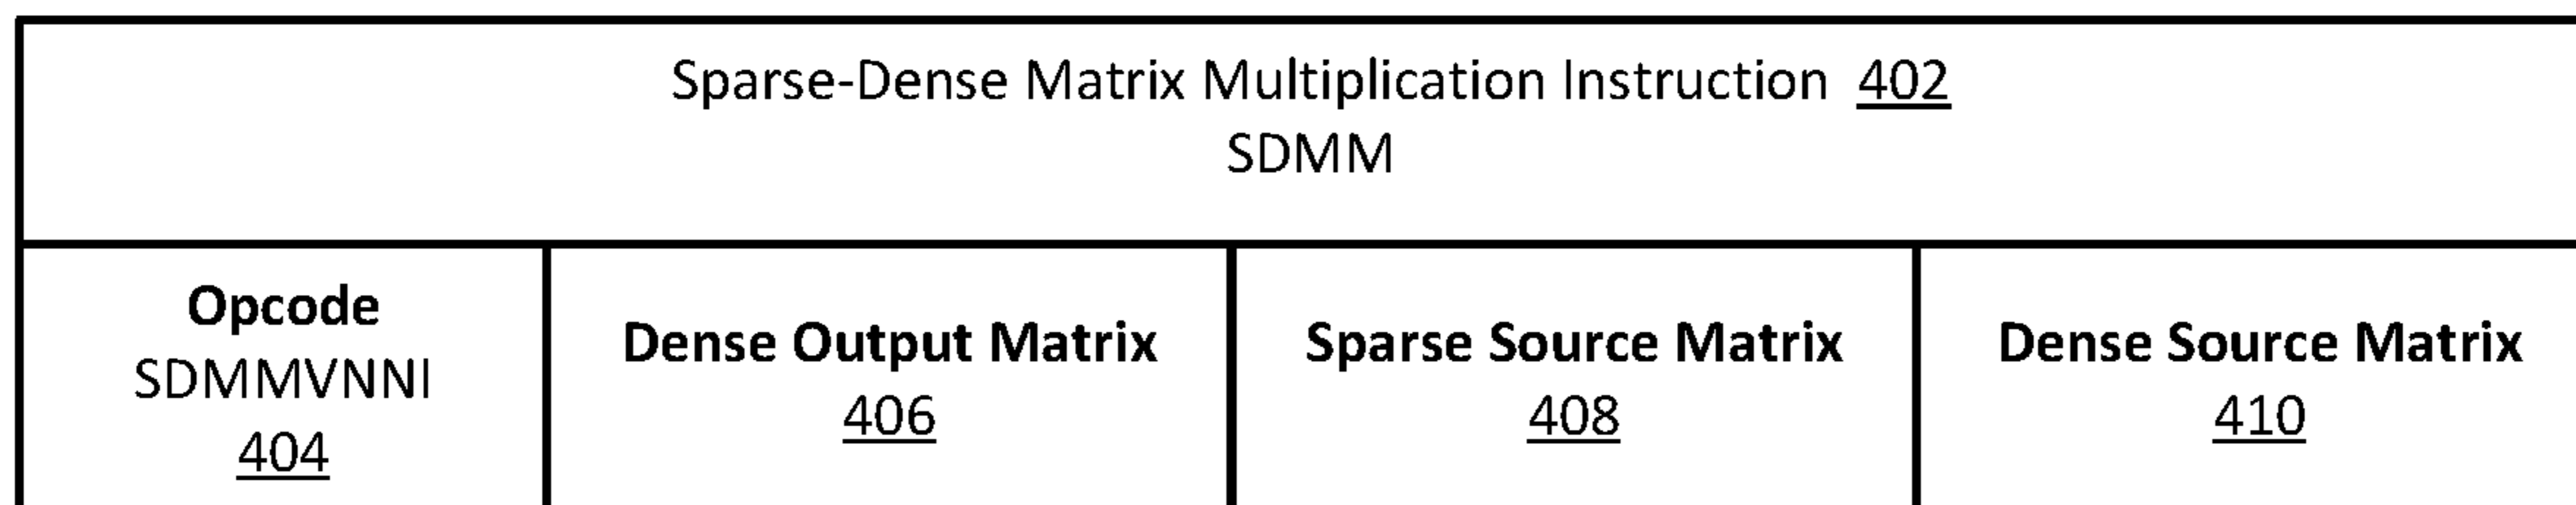 Sparse-Dense Matrix Multiplication Instruction 402
SDMM
Opcode
SDMMVNNI
404
Dense Output Matrix
406
Sparse Source Matrix
408
Dense Source Matrix
410